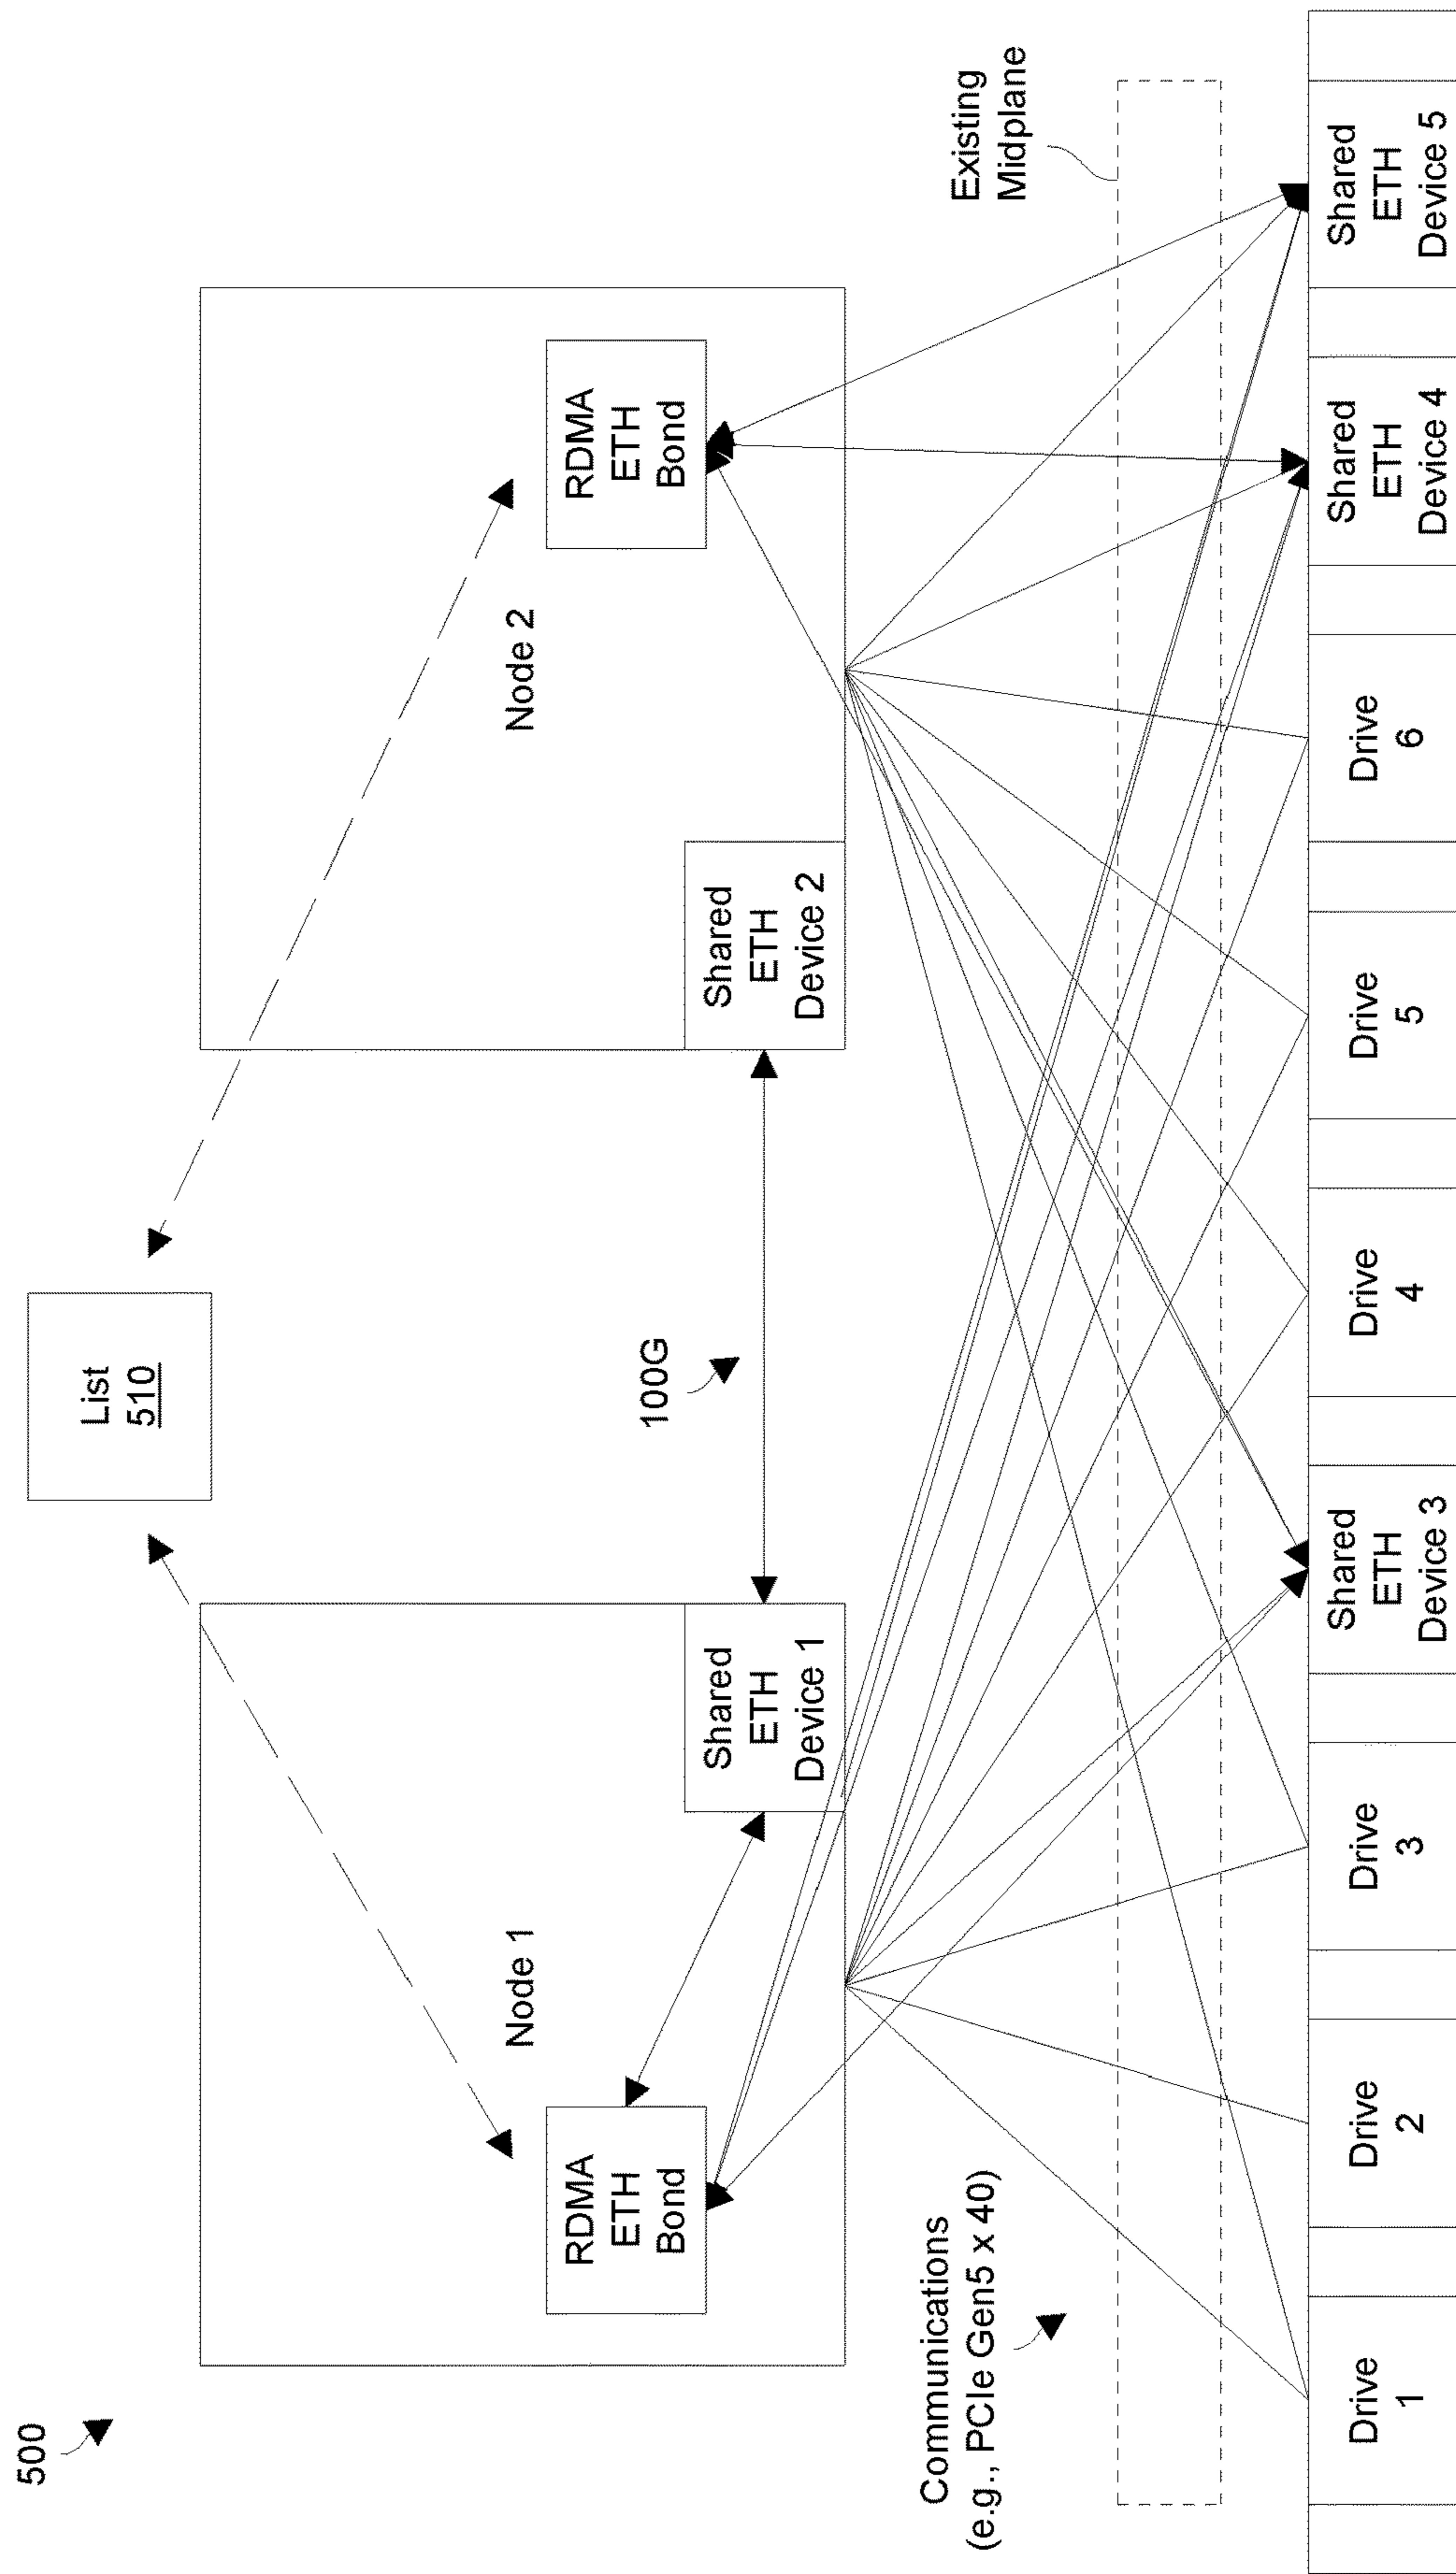 500
List
510
Node 1
Node 2
RDMA
ETH
Bond
Shared
ETH
Device 1
100G
Shared
ETH
Device 2
RDMA
ETH
Bond
Communications
(e.g., PCIe Gen5 x 40)
Existing
Midplane
Drive
1
Drive
2
Drive
3
Shared
ETH
Device 3
Drive
4
Drive
5
Drive
6
Shared
ETH
Device 4
Shared
ETH
Device 5